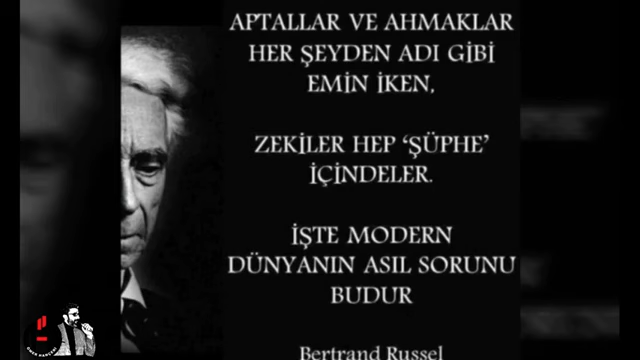 APTALLAR VE AHMAKLAR
HER ŞEYDEN ADI GİBİ
EMİN İKEN,
ZEKİLER HEP ‘ŞÜPHE’
İÇİNDELER.
İŞTE MODERN
DÜNYANIN ASIL SORUNU
BUDUR
Bertrand Russel